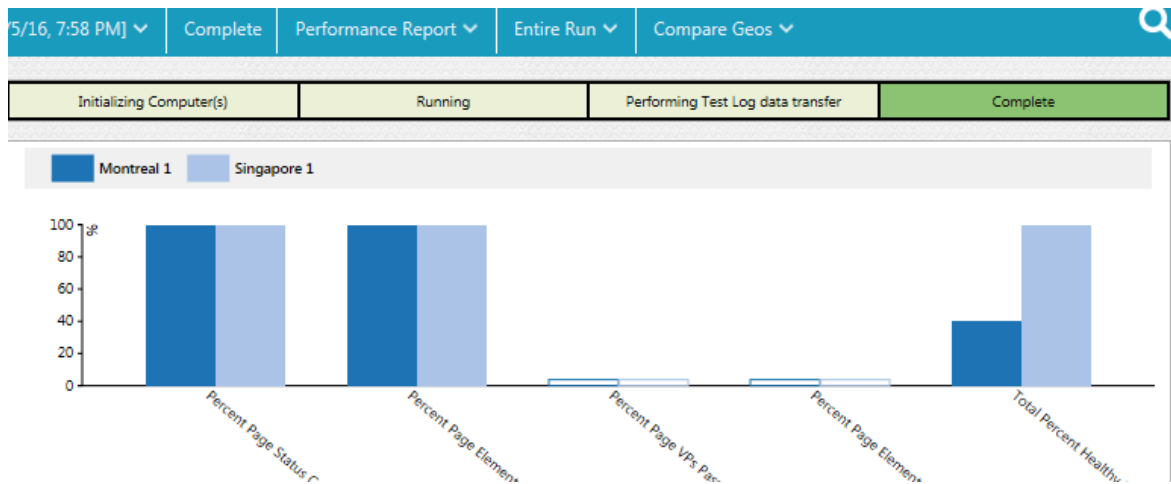 /5/16, 7:58 PM] Complete Performance Report Entire Run Compare Geos
Initializing Computer(s) Running Performing Test Log data transfer Complete
Montreal 1 Singapore 1
100
%
80
60
40
20
0
Percent Page Status
Percent Page
Percent Page VPs
Percent Page Element
Total Percent Healthy